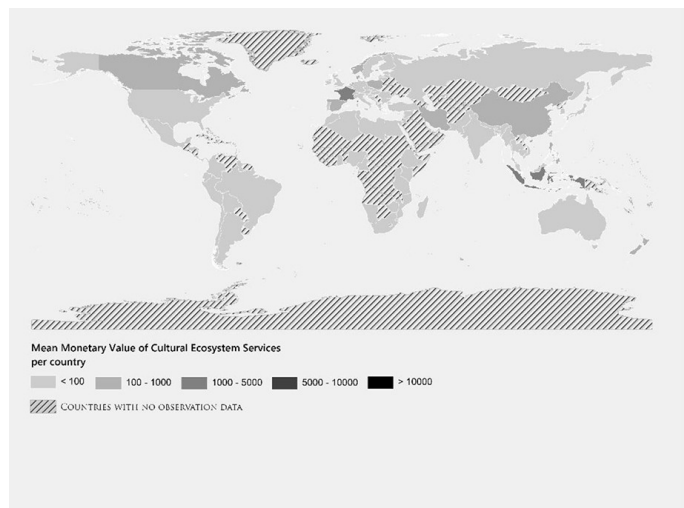 Mean Monetary Value of Cultural Ecosystem Services
per country
< 100 100 - 1000 1000 - 5000 5000 - 10000 > 10000
COUNTRIES WITH NO OBSERVATION DATA